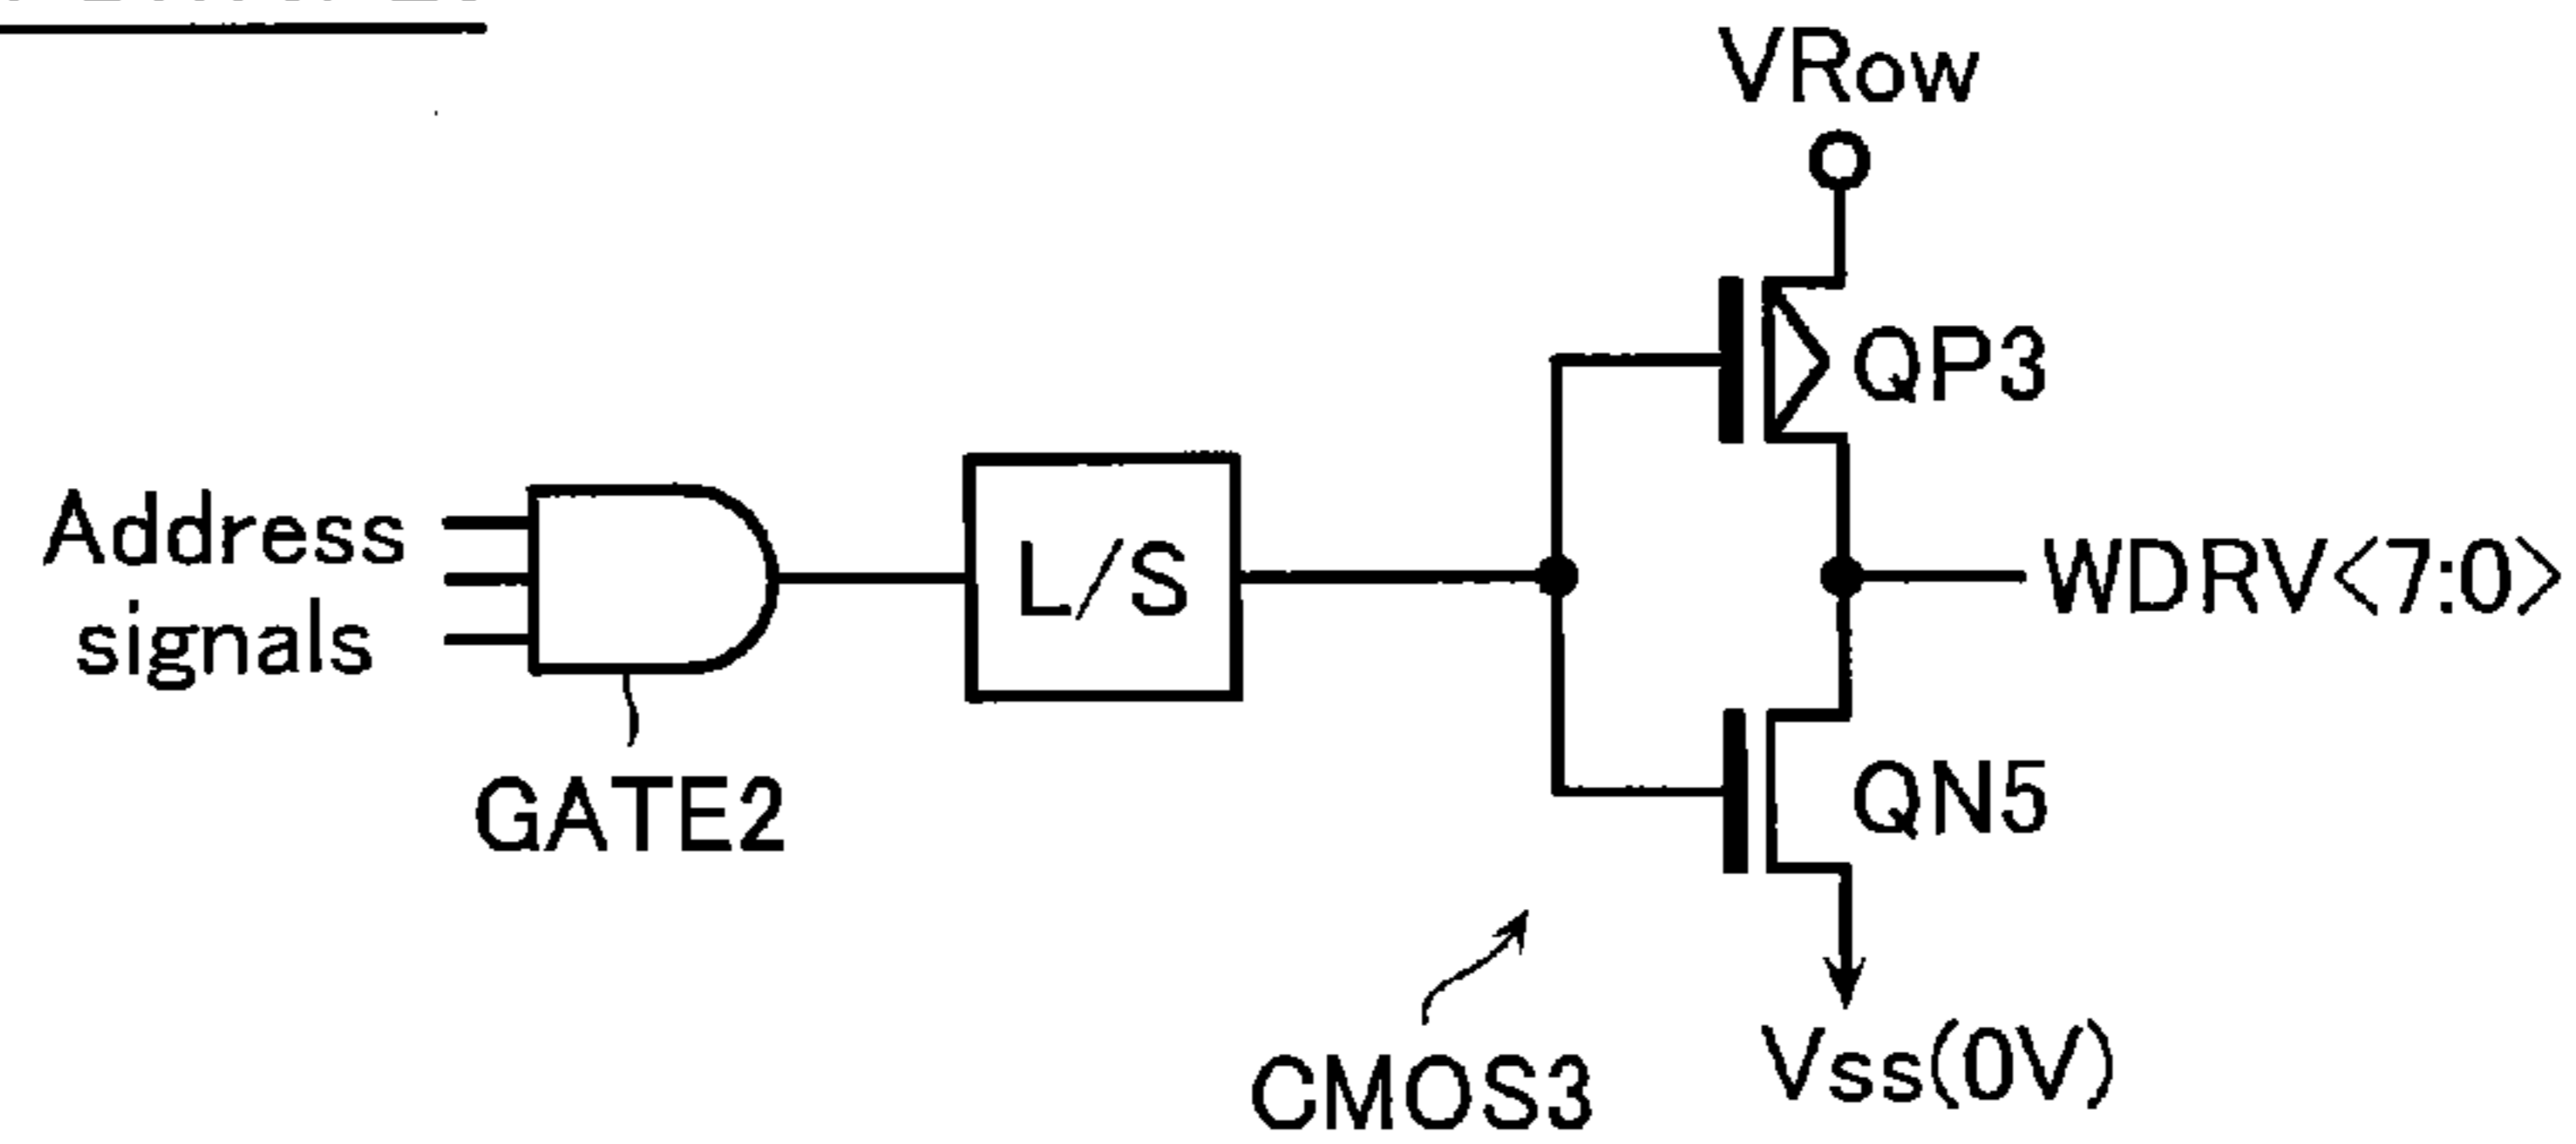 VRow
QP3
Address
signals
L/S
WDRV<7:0>
GATE2
QN5
CMOS3
Vss(0V)